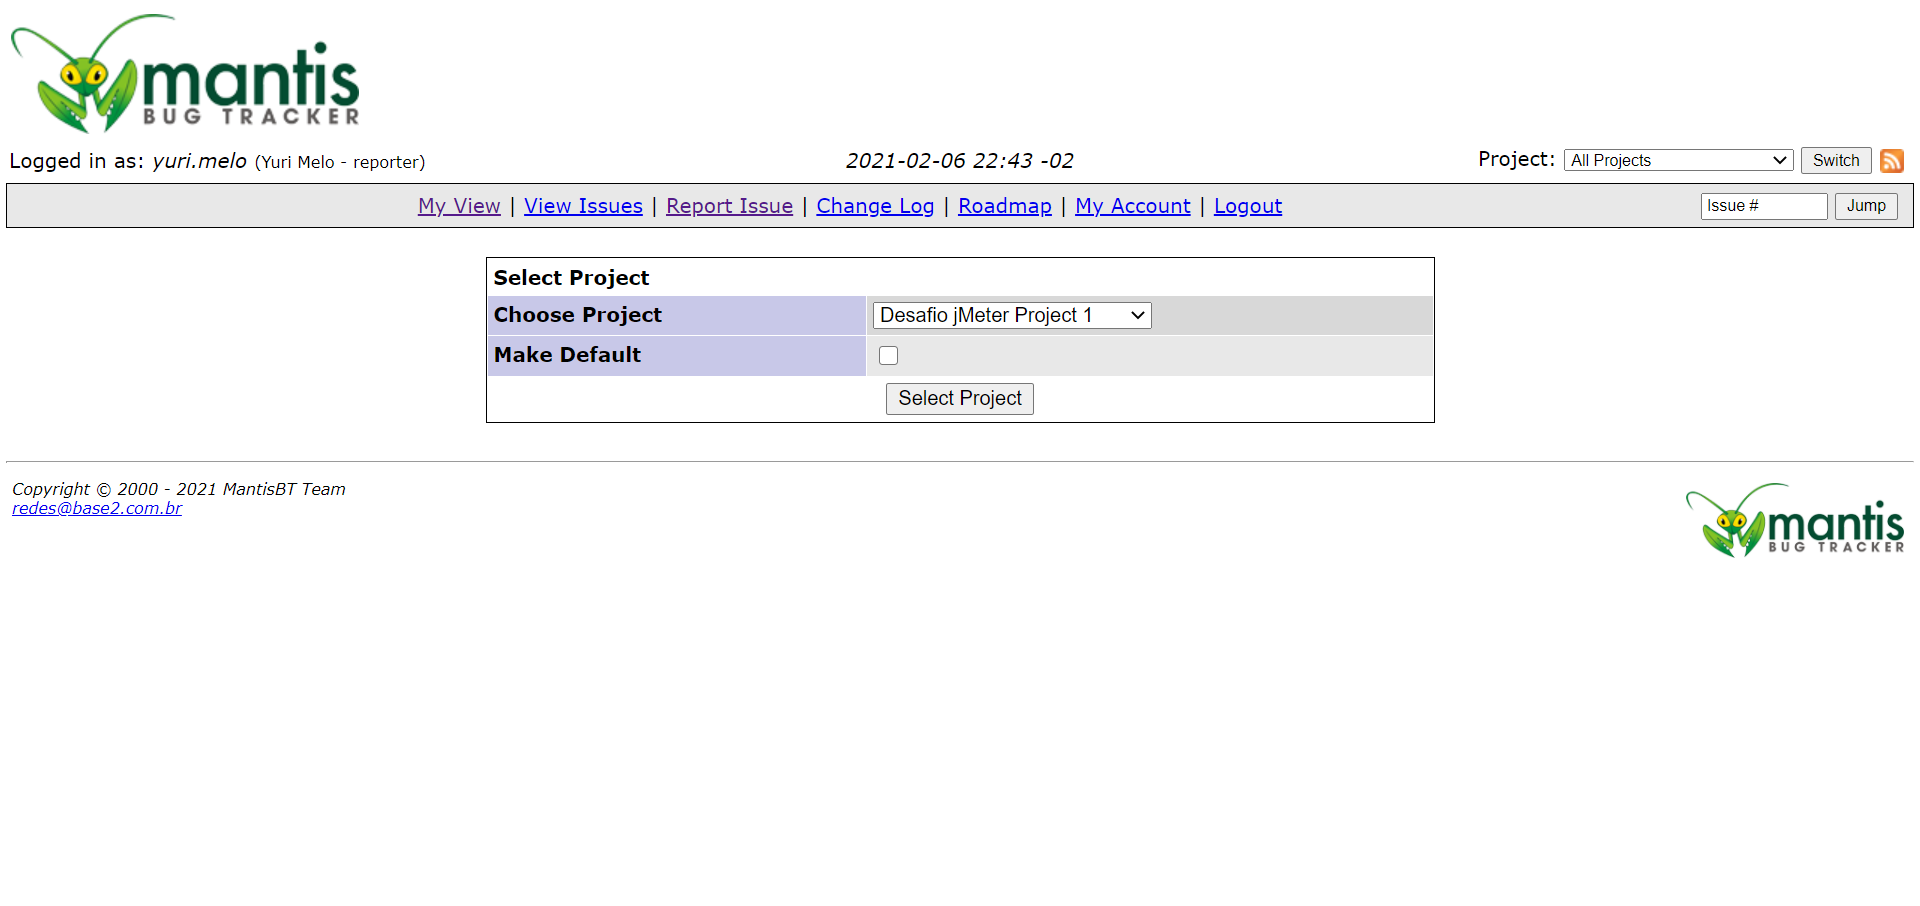 mantis
BUG TRACKER
Logged in as: yuri.melo (Yuri Melo - reporter) 2021-02-06 22:43 -02 Project: All Projects Switch
My View | View Issues | Report Issue | Change Log | Roadmap | My Account | Logout Issue # Jump
Select Project
Choose Project Desafio jMeter Project 1
Make Default
Select Project
Copyright © 2000 - 2021 MantisBT Team
redes@base2.com.br
mantis
BUG TRACKER